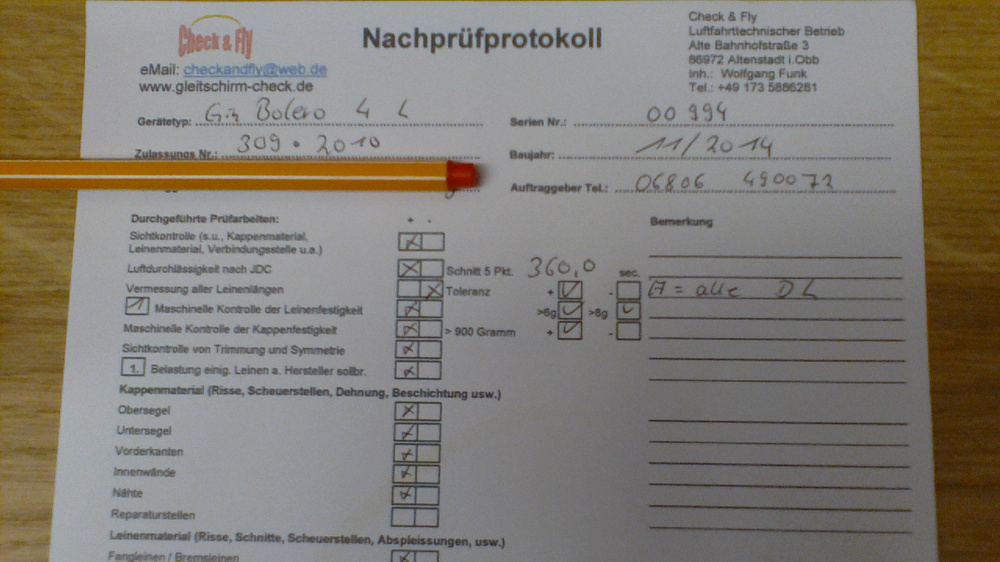 Check & Fly
Nachprüfprotokoll
Check & Fly
Luftfahrttechnischer Betrieb
Alte Bahnhofstraße 3
86972 Altenstadt i.Obb
Inh.: Wolfgang Funk
Tel.: +49 173 5886281
eMail: checkandfly@web.de
www.gleitschirm-check.de
Gerätetyp: Gin Bolero 4 L
Serien Nr.: 00 994
Zulassungs Nr.: 309.2010
Baujahr: 11/2014
Auftraggeber Tel.: 06806 490072
Durchgeführte Prüfarbeiten: + -
Bemerkung
Sichtkontrolle (s.u., Kappenmaterial,
Leinenmaterial, Verbindungsstelle u.a.)
Luftdurchlässigkeit nach JDC Schnitt 5 Pkt. 360,0 sec.
Vermessung aller Leinenlängen Toleranz + - = alle
1 Maschinelle Kontrolle der Leinenfestigkeit >6g >8g
Maschinelle Kontrolle der Kappenfestigkeit > 900 Gramm + -
Sichtkontrolle von Trimmung und Symmetrie
1. Belastung einig. Leinen a. Hersteller sollbr.
Kappenmaterial (Risse, Scheuerstellen, Dehnung, Beschichtung usw.)
Obersegel
Untersegel
Vorderkanten
Innenwände
Nähte
Reparaturstellen
Leinenmaterial (Risse, Schnitte, Scheuerstellen, Abspleissungen, usw.)
Fangleinen / Bremsleinen